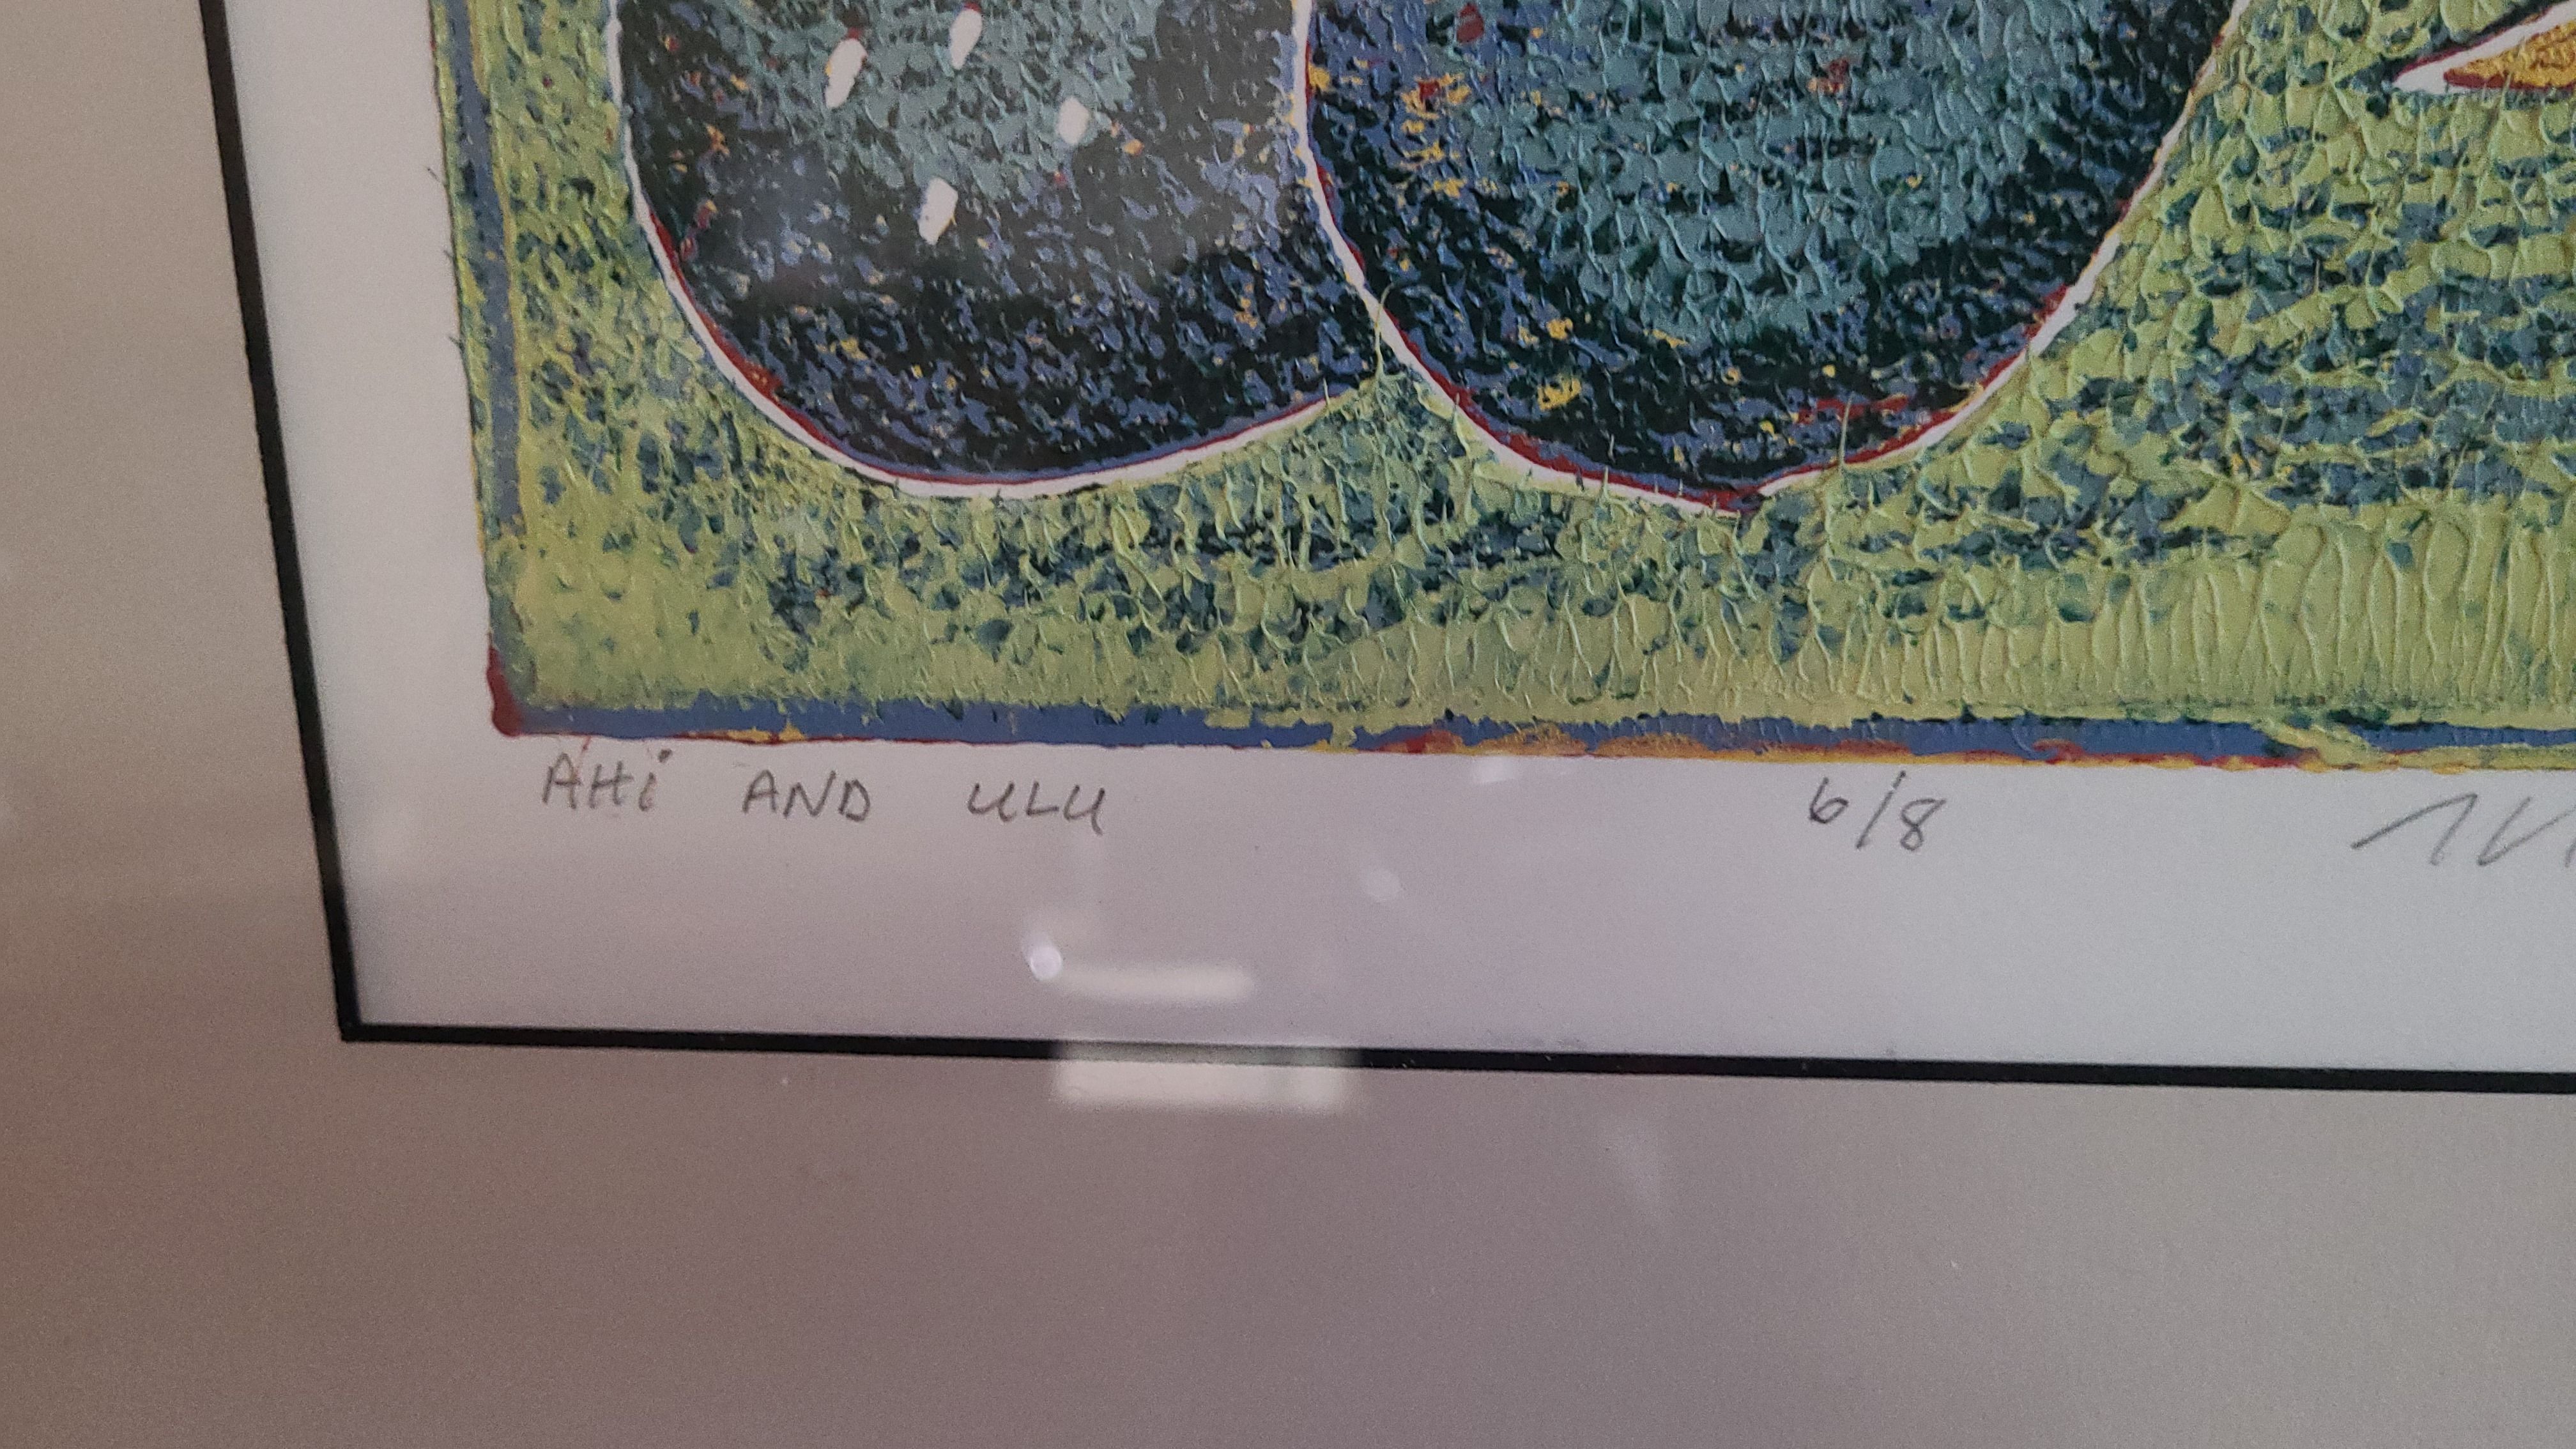 AHi AND ULU 6/8